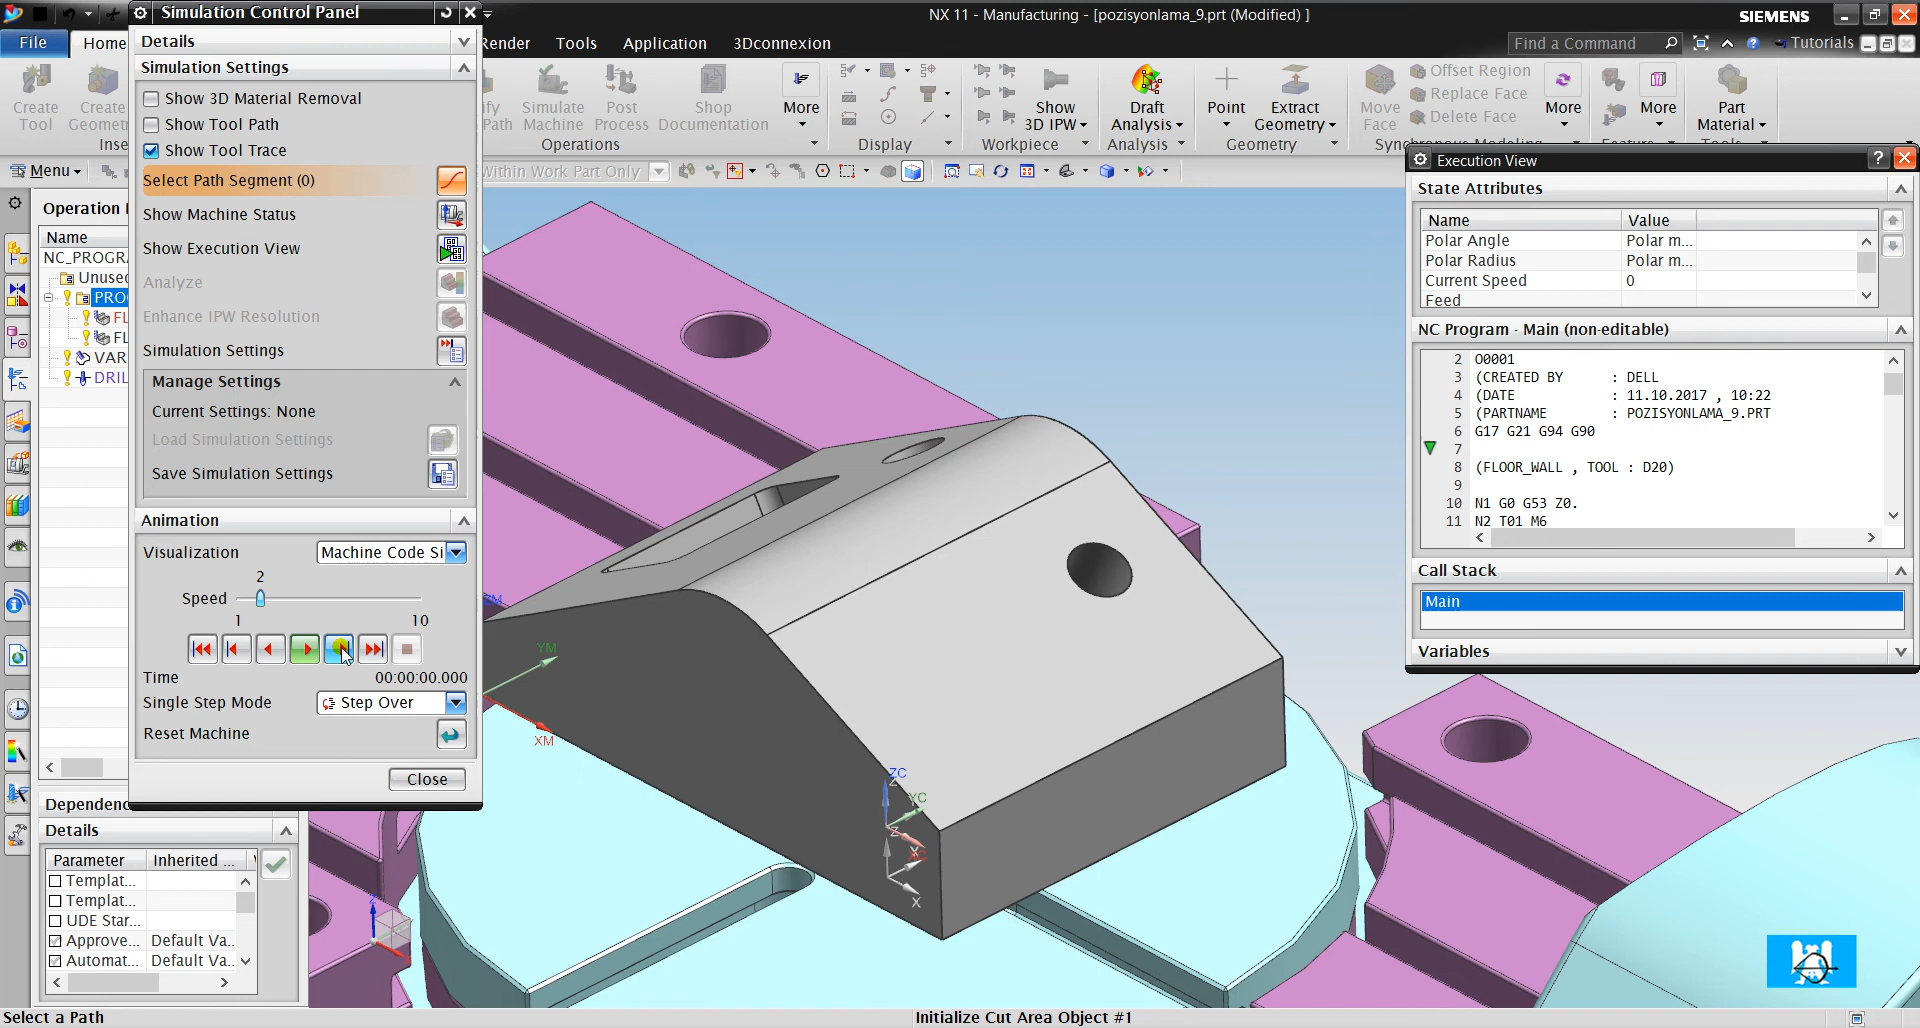 Simulation Control Panel
NX 11 - Manufacturing - [pozisyonlama_9.prt (Modified) ]
SIEMENS
File
Home
Render
Tools
Application
3Dconnexion
Find a Command
Tutorials
Create
Tool
Create
Simulate
Machine
Post
Process
Shop
Documentation
More
Operations
Display
Show
3D IPW
Workpiece
Draft
Analysis
Analysis
Point
Extract
Geometry
Geometry
Move
Face
Offset Region
Replace Face
Delete Face
More
More
Part
Material
Menu
Within Work Part Only
Details
Simulation Settings
Show 3D Material Removal
Show Tool Path
Show Tool Trace
Select Path Segment (0)
Show Machine Status
Show Execution View
Analyze
Enhance IPW Resolution
Simulation Settings
Manage Settings
Current Settings: None
Load Simulation Settings
Save Simulation Settings
Animation
Visualization
Machine Code Si
2
Speed
1
10
Time
00:00:00.000
Single Step Mode
Step Over
Reset Machine
Close
Operation
Name
NC_PROGRA
Unused
PRO
FL
FL
VAR
DRIL
Details
Parameter
Inherited ...
Templat...
Templat...
UDE Star...
Approve...
Default Va..
Automat...
Default Va..
ZM
YM
XM
ZC
Z
YC
Z
X
X
Z
Execution View
State Attributes
Name
Value
Polar Angle
Polar m...
Polar Radius
Polar m...
Current Speed
0
Feed
NC Program - Main (non-editable)
2 O0001
3 (CREATED BY : DELL
4 (DATE : 11.10.2017 , 10:22
5 (PARTNAME : POZISYONLAMA_9.PRT
6 G17 G21 G94 G90
7
8 (FLOOR_WALL , TOOL : D20)
9
10 N1 G0 G53 Z0.
11 N2 T01 M6
Call Stack
Main
Variables
Select a Path
Initialize Cut Area Object #1